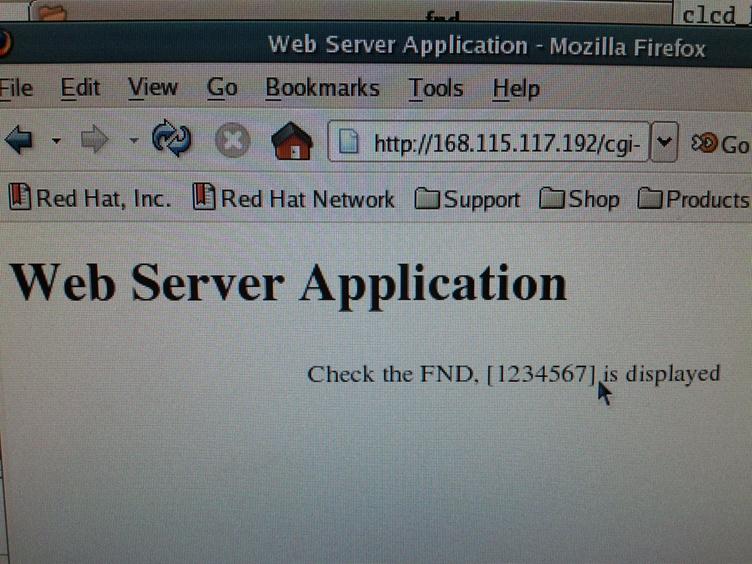 fnd
clcd_
Web Server Application - Mozilla Firefox
File Edit View Go Bookmarks Tools Help
http://168.115.117.192/cgi- Go
Red Hat, Inc. Red Hat Network Support Shop Products
Web Server Application
Check the FND, [1234567] is displayed